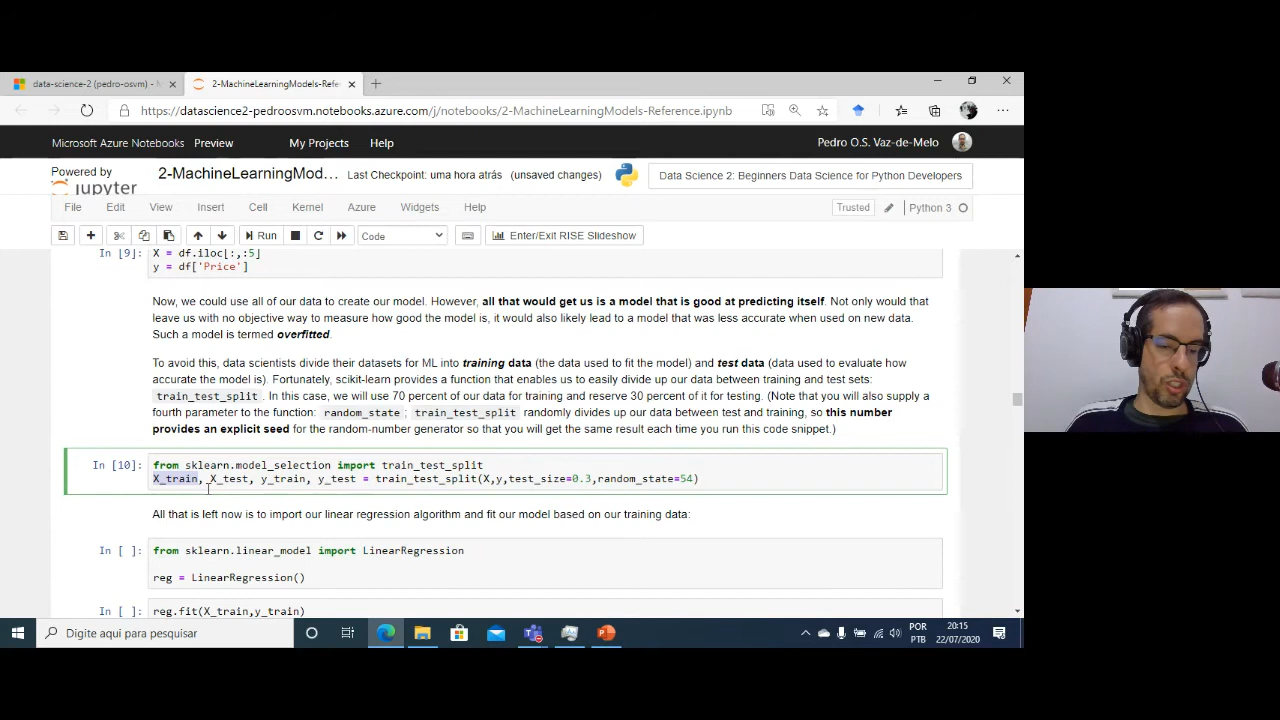 data-science-2 (pedro-osvm) -
2-MachineLearningModels-Refe
https://datascience2-pedroosvm.notebooks.azure.com/j/notebooks/2-MachineLearningModels-Reference.ipynb
Microsoft Azure Notebooks Preview My Projects Help Pedro O.S. Vaz-de-Melo
Powered by
jupyter
2-MachineLearningMod... Last Checkpoint: uma hora atrás (unsaved changes) Data Science 2: Beginners Data Science for Python Developers
File Edit View Insert Cell Kernel Azure Widgets Help Trusted Python 3
Run Code Enter/Exit RISE Slideshow
In [9]: X = df.iloc[:,:5]
y = df['Price']
Now, we could use all of our data to create our model. However, all that would get us is a model that is good at predicting itself. Not only would that
leave us with no objective way to measure how good the model is, it would also likely lead to a model that was less accurate when used on new data.
Such a model is termed overfitted.
To avoid this, data scientists divide their datasets for ML into training data (the data used to fit the model) and test data (data used to evaluate how
accurate the model is). Fortunately, scikit-learn provides a function that enables us to easily divide up our data between training and test sets:
train_test_split. In this case, we will use 70 percent of our data for training and reserve 30 percent of it for testing. (Note that you will also supply a
fourth parameter to the function: random_state; train_test_split randomly divides up our data between test and training, so this number
provides an explicit seed for the random-number generator so that you will get the same result each time you run this code snippet.)
In [10]: from sklearn.model_selection import train_test_split
X_train, X_test, y_train, y_test = train_test_split(X,y,test_size=0.3,random_state=54)
All that is left now is to import our linear regression algorithm and fit our model based on our training data:
In [ ]: from sklearn.linear_model import LinearRegression
reg = LinearRegression()
In [ ]: reg.fit(X_train,y_train)
Digite aqui para pesquisar
POR
PTB
20:15
22/07/2020